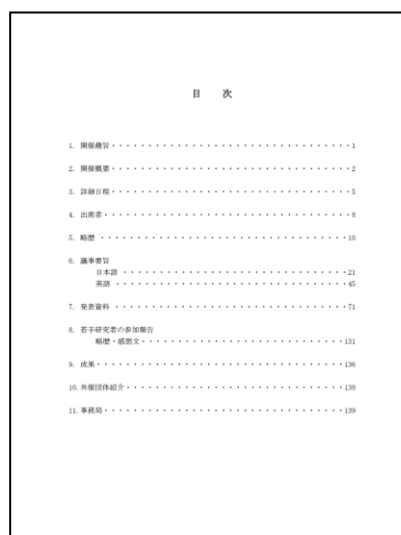 目 次
1. 開催趣旨・・・・・・・・・・・・・・・・・・・・・・・・・・・・・・・・・・1
2. 開催概要・・・・・・・・・・・・・・・・・・・・・・・・・・・・・・・・・・2
3. 詳細日程・・・・・・・・・・・・・・・・・・・・・・・・・・・・・・・・・・5
4. 出席者・・・・・・・・・・・・・・・・・・・・・・・・・・・・・・・・・・・8
5. 略歴 ・・・・・・・・・・・・・・・・・・・・・・・・・・・・・・・・・・・10
6. 議事要旨
日本語 ・・・・・・・・・・・・・・・・・・・・・・・・・・・・・・・・21
英語 ・・・・・・・・・・・・・・・・・・・・・・・・・・・・・・・・・45
7. 発表資料 ・・・・・・・・・・・・・・・・・・・・・・・・・・・・・・・・・71
8. 若手研究者の参加報告
略歴・感想文・・・・・・・・・・・・・・・・・・・・・・・・・・・・・131
9. 成果・・・・・・・・・・・・・・・・・・・・・・・・・・・・・・・・・・・136
10. 共催団体紹介・・・・・・・・・・・・・・・・・・・・・・・・・・・・・・・138
11. 事務局・・・・・・・・・・・・・・・・・・・・・・・・・・・・・・・・・・139